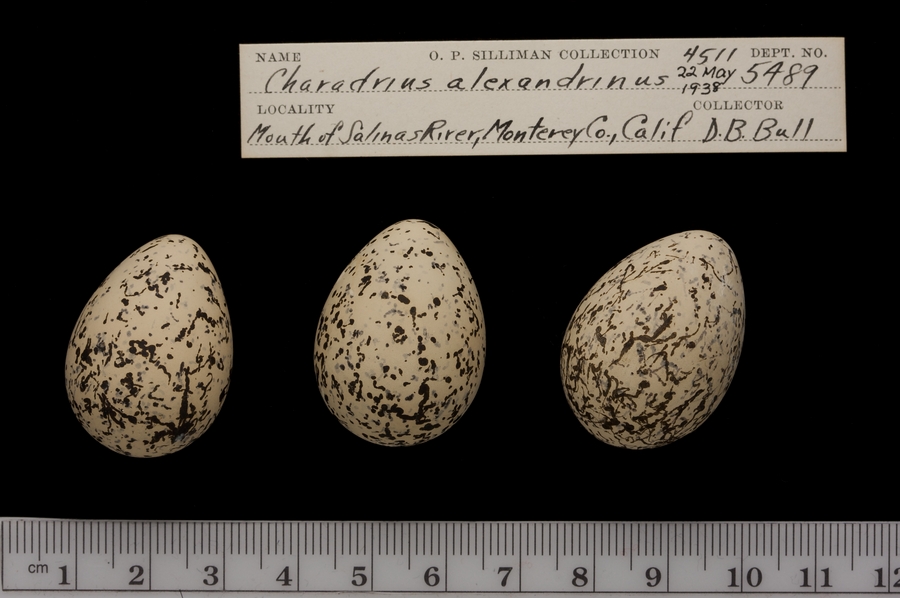 NAME O. P. SILLIMAN COLLECTION 4511 DEPT. NO.
Charadrius alexandrinus 22 May 1938 5489
LOCALITY COLLECTOR
Mouth of Salinas River, Monterey Co., Calif D.B. Bull
cm 1 2 3 4 5 6 7 8 9 10 11 12